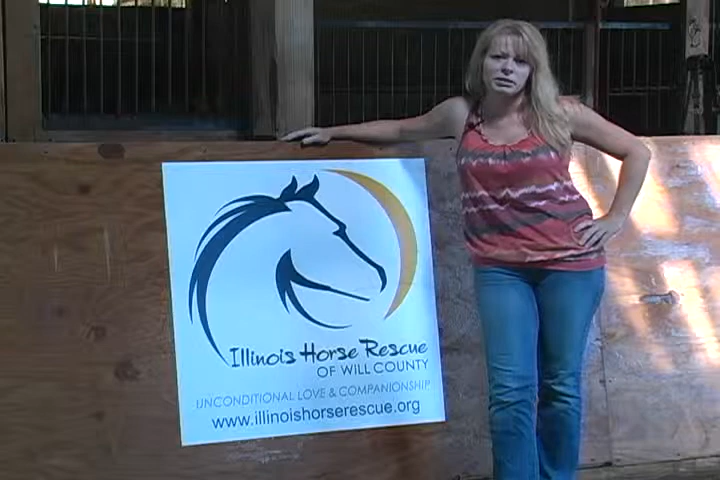 Illinois Horse Rescue
OF WILL COUNTY
UNCONDITIONAL LOVE & COMPANIONSHIP
www.illinoishorserescue.org